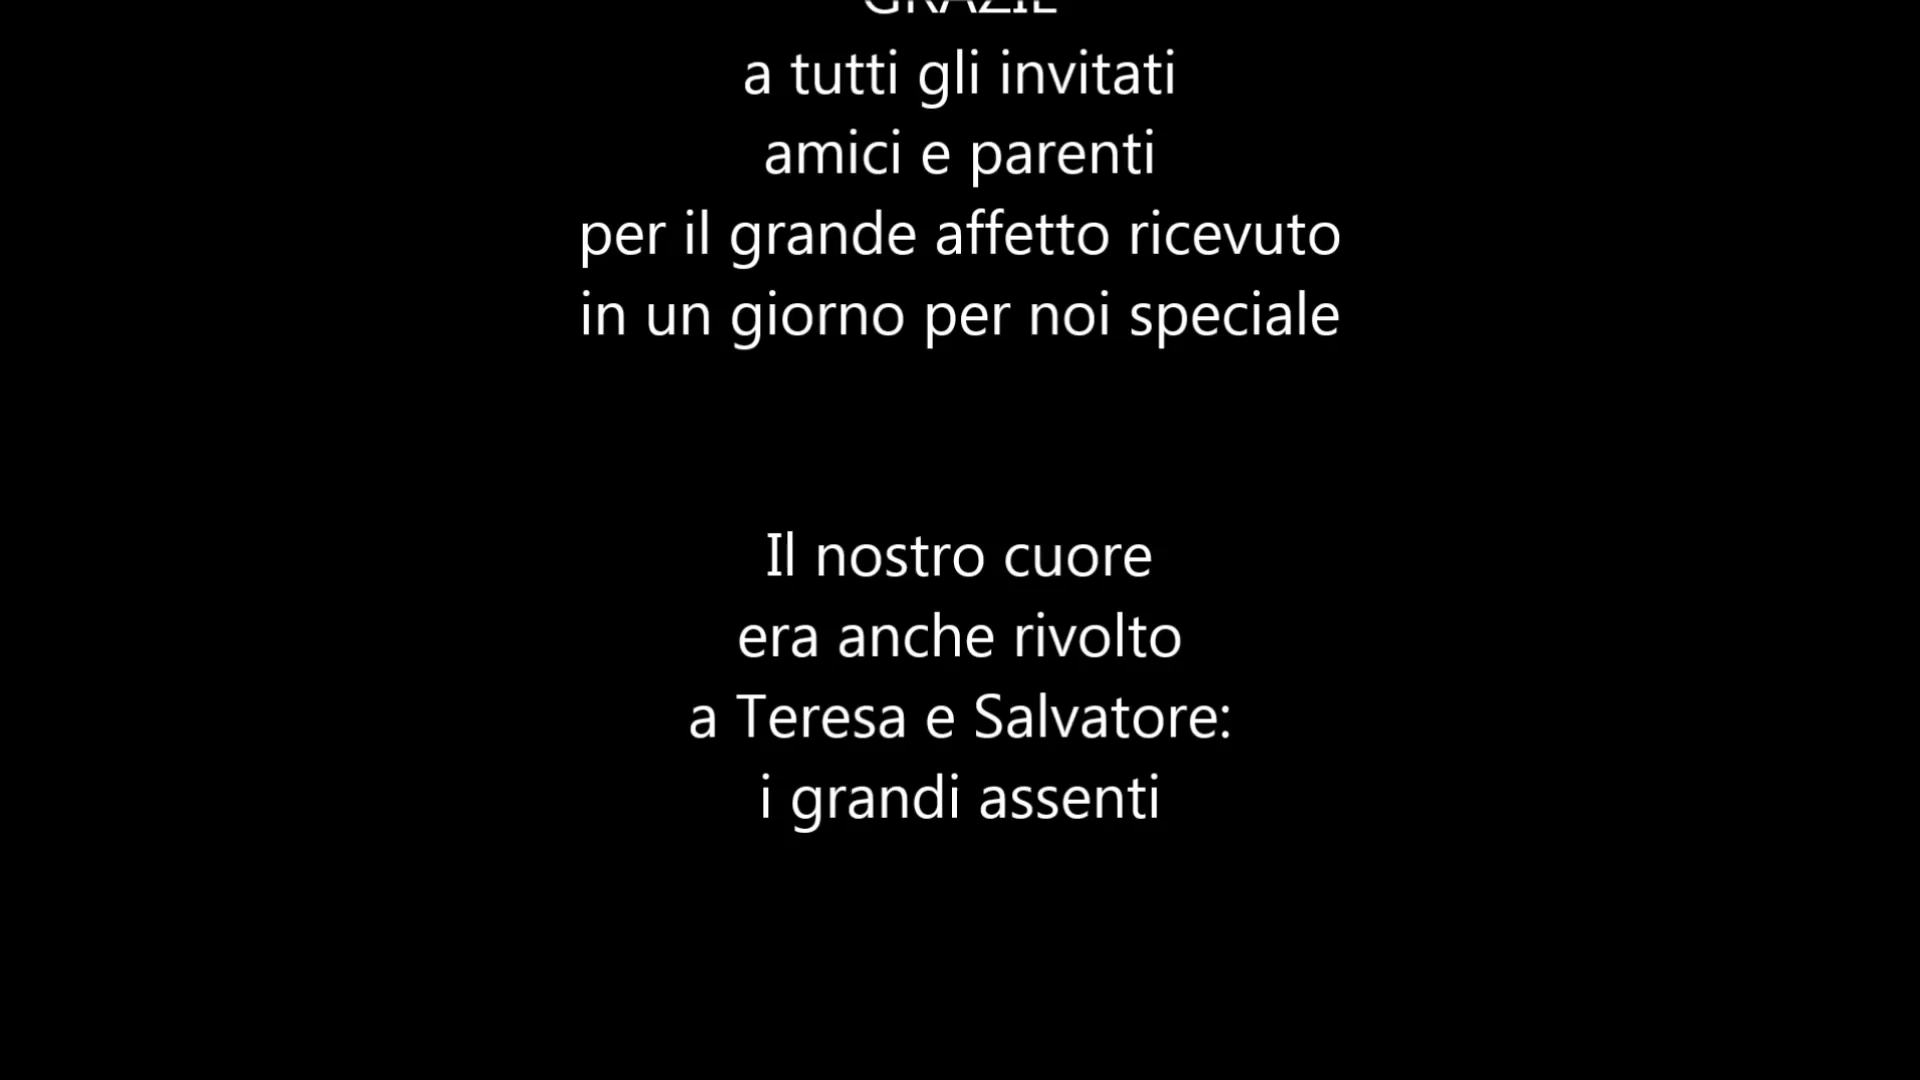 GRAZIE
a tutti gli invitati
amici e parenti
per il grande affetto ricevuto
in un giorno per noi speciale
Il nostro cuore
era anche rivolto
a Teresa e Salvatore:
i grandi assenti